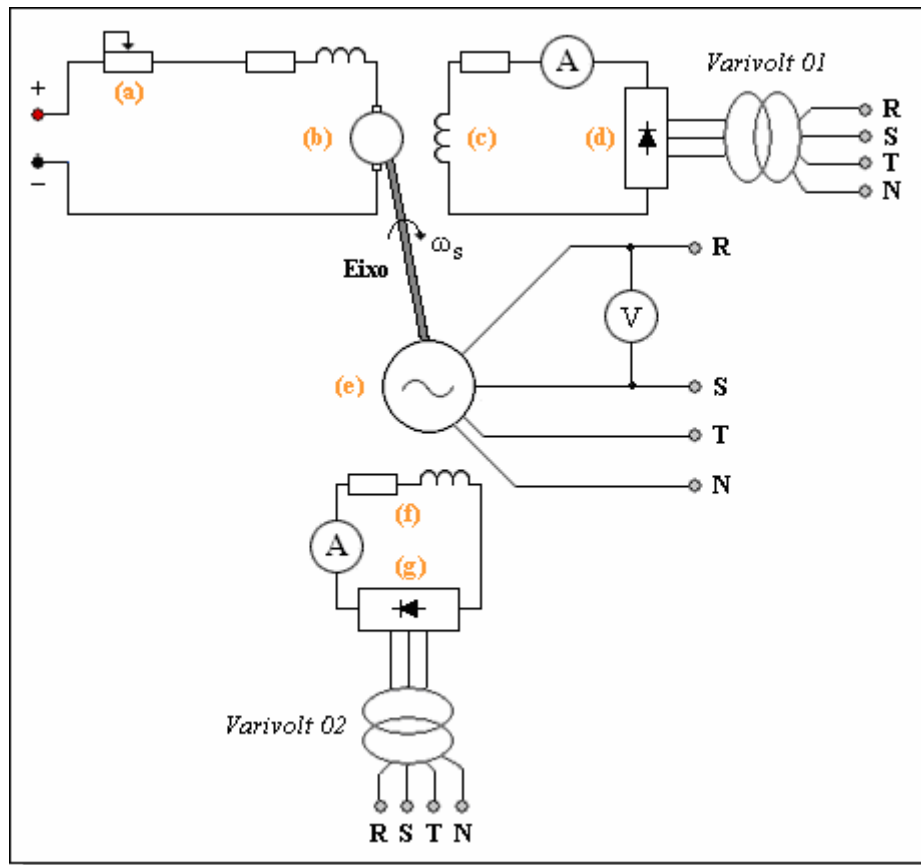 Varivolt 01
A
(a)
R
+
(b)
(c)
(d)
S
T
−
N
ωs
R
Eixo
V
(e)
S
T
N
(f)
A
(g)
Varivolt 02
R S T N